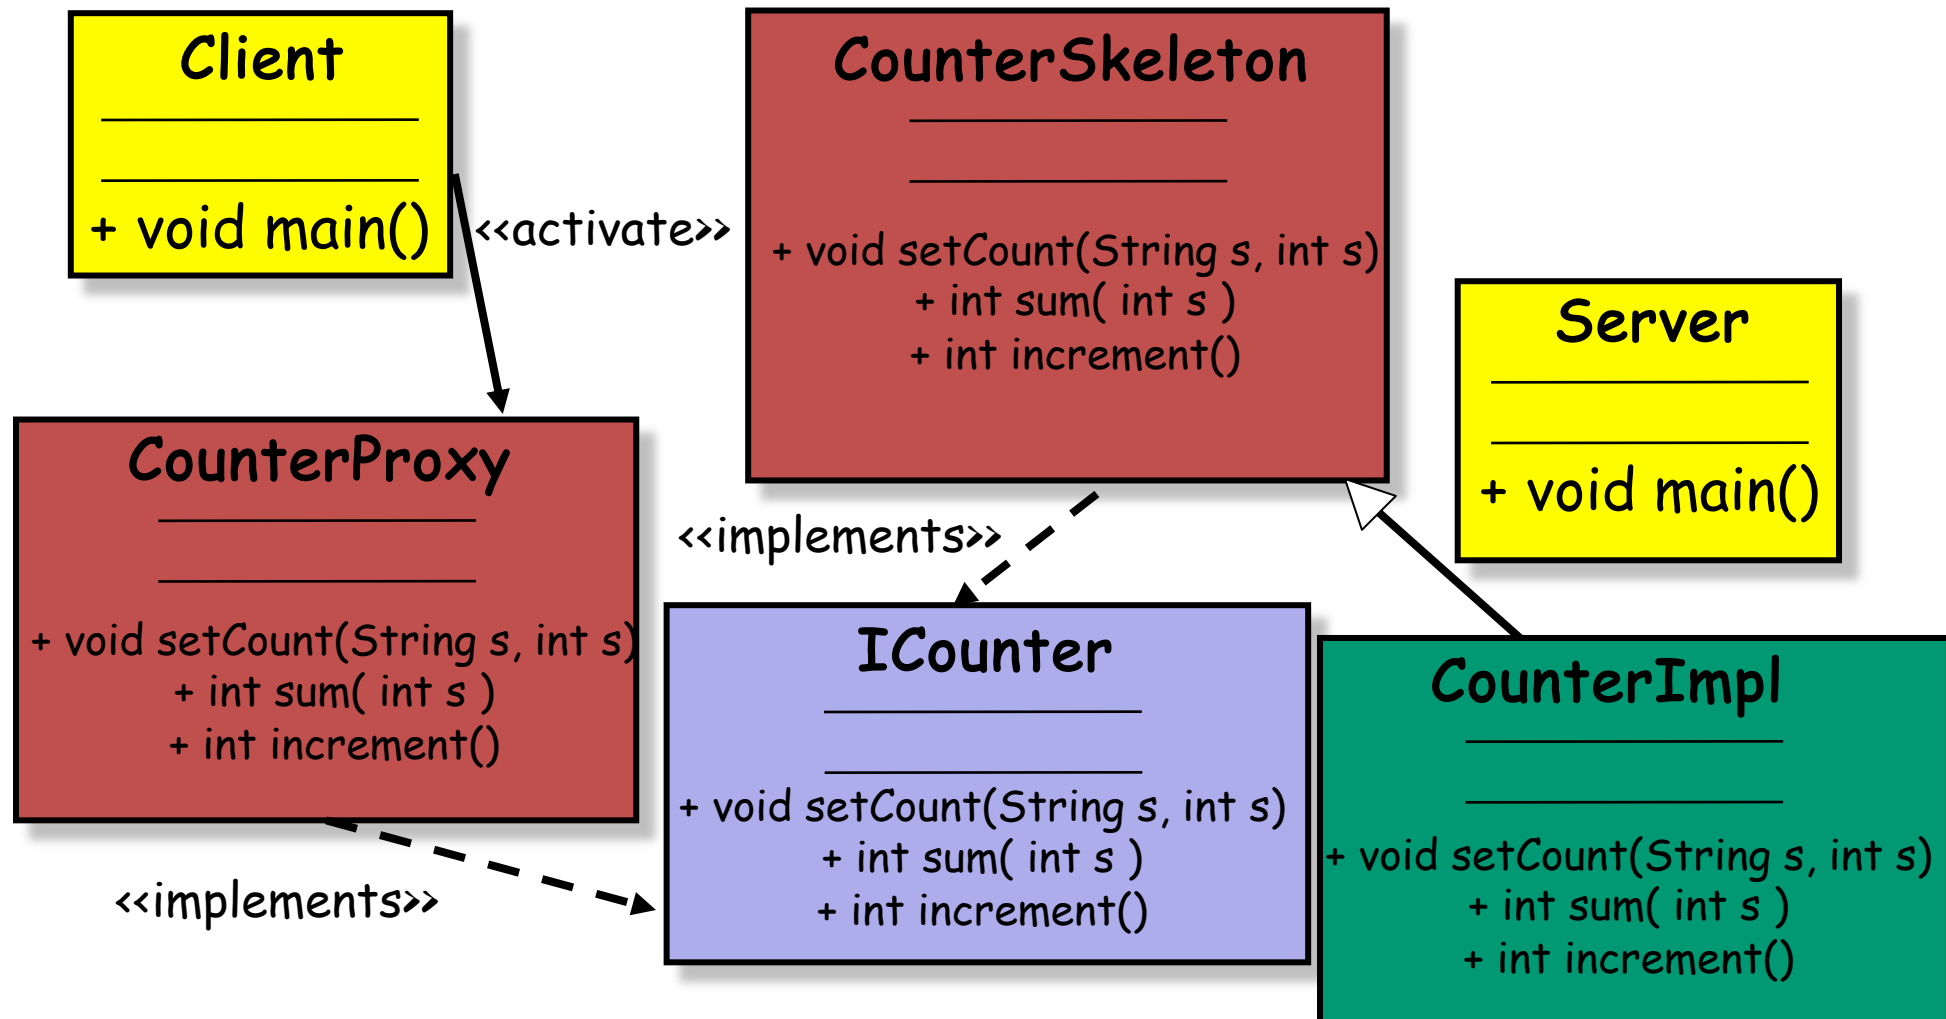 Client
+ void main()
<<activate>>
CounterSkeleton
+ void setCount(String s, int s)
+ int sum( int s )
+ int increment()
Server
+ void main()
CounterProxy
+ void setCount(String s, int s)
+ int sum( int s )
+ int increment()
<<implements>>
<<implements>>
ICounter
+ void setCount(String s, int s)
+ int sum( int s )
+ int increment()
CounterImpl
+ void setCount(String s, int s)
+ int sum( int s )
+ int increment()